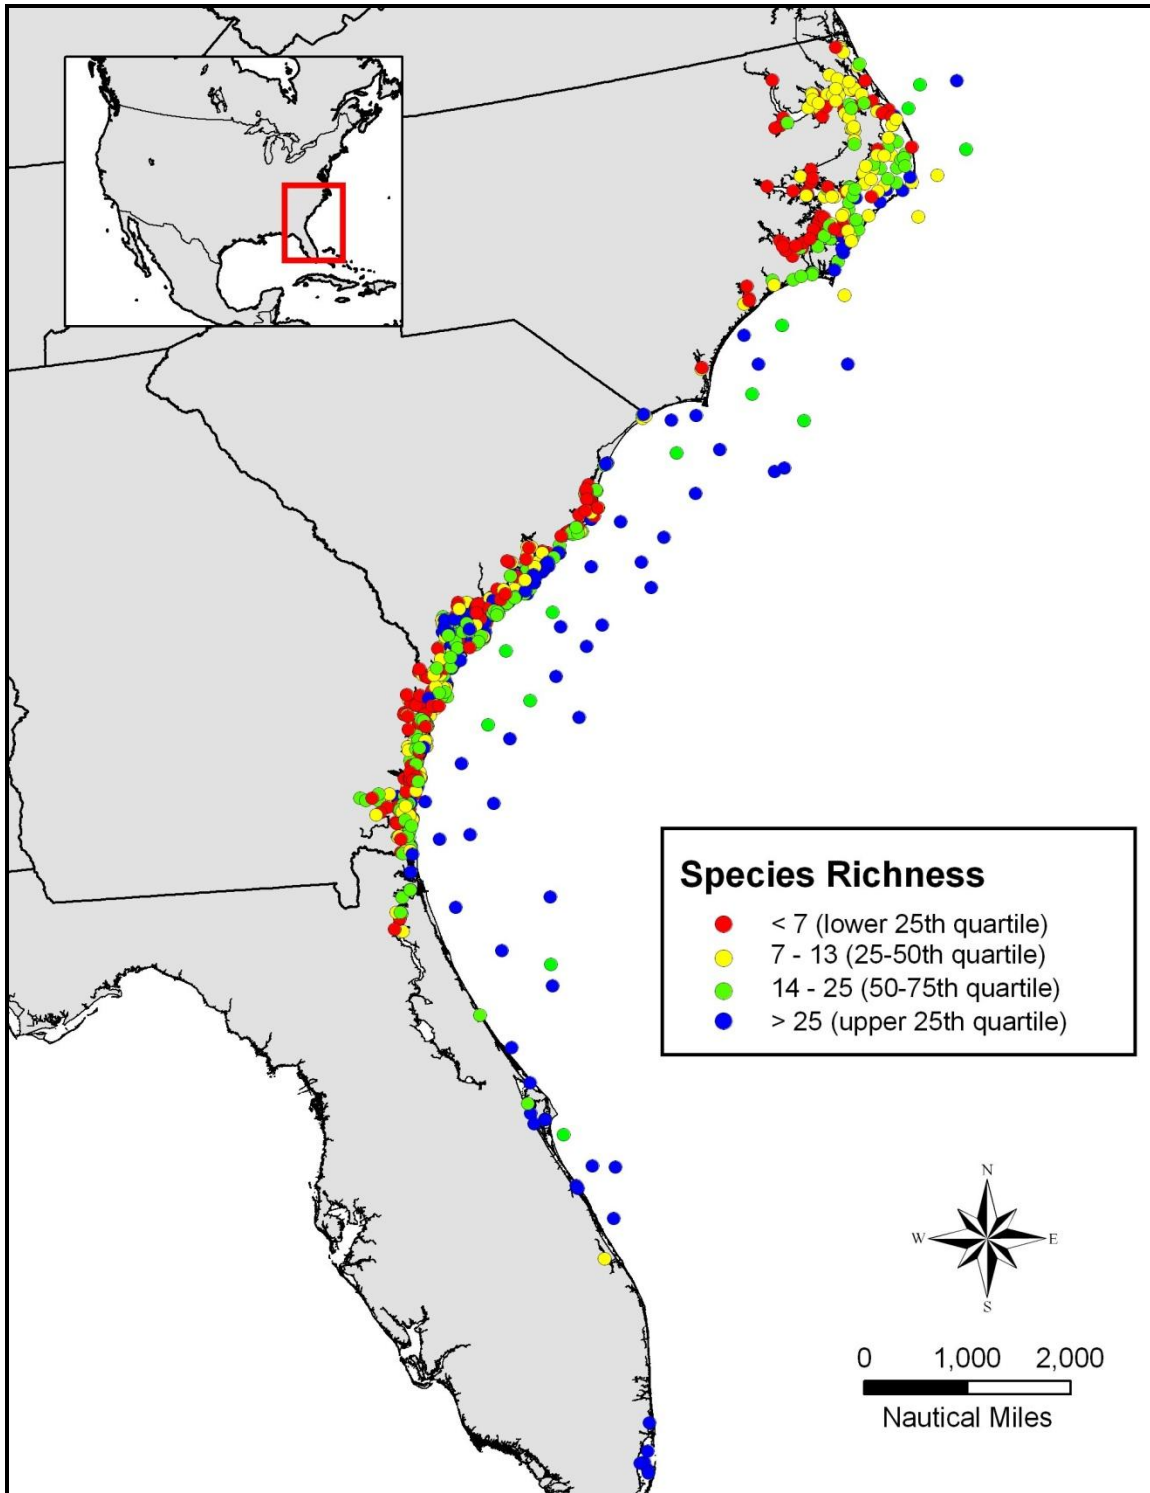 Species Richness
< 7 (lower 25th quartile)
7 - 13 (25-50th quartile)
14 - 25 (50-75th quartile)
> 25 (upper 25th quartile)
N
W E
S
0 1,000 2,000
Nautical Miles